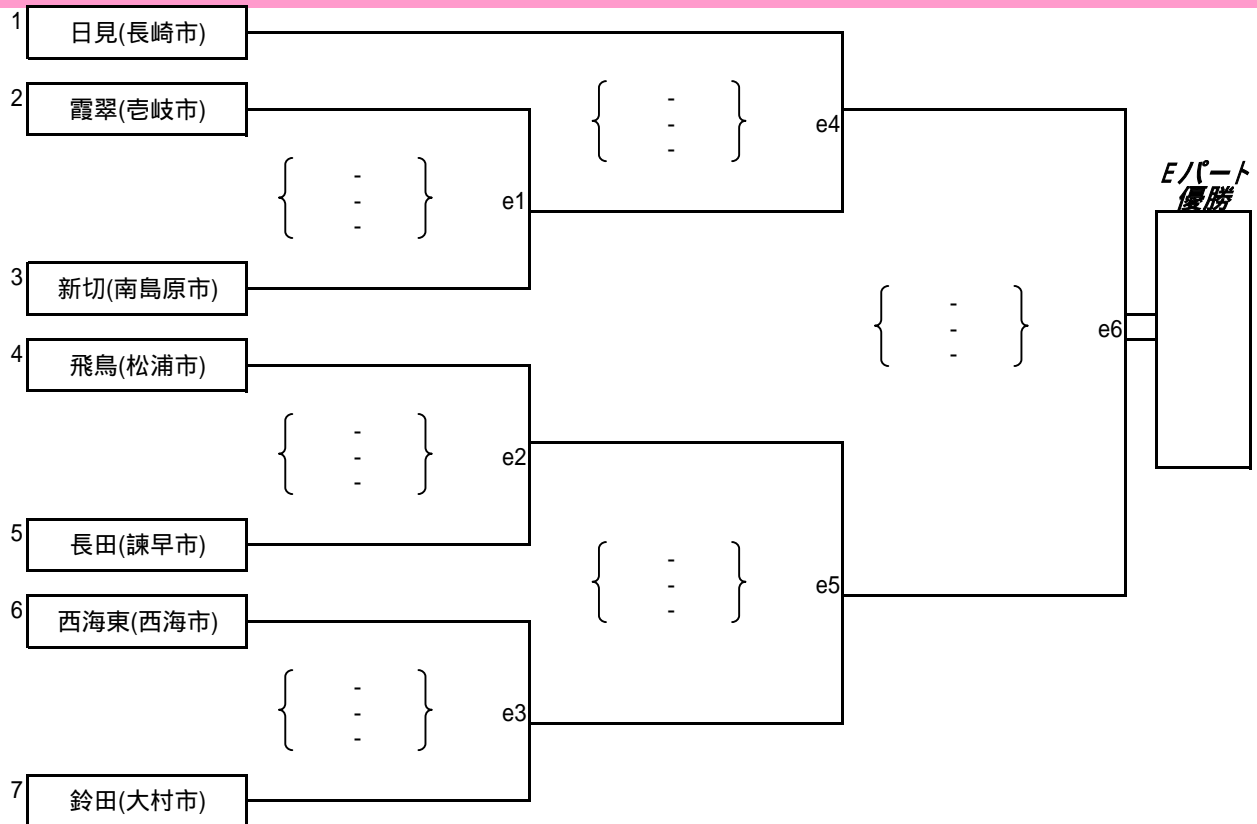 1 日見(長崎市)
2 霞翠(壱岐市)
{ - - - } e4
{ - - - } e1
Eパート
優勝
3 新切(南島原市)
{ - - - } e6
4 飛鳥(松浦市)
{ - - - } e2
5 長田(諫早市)
{ - - - } e5
6 西海東(西海市)
{ - - - } e3
7 鈴田(大村市)